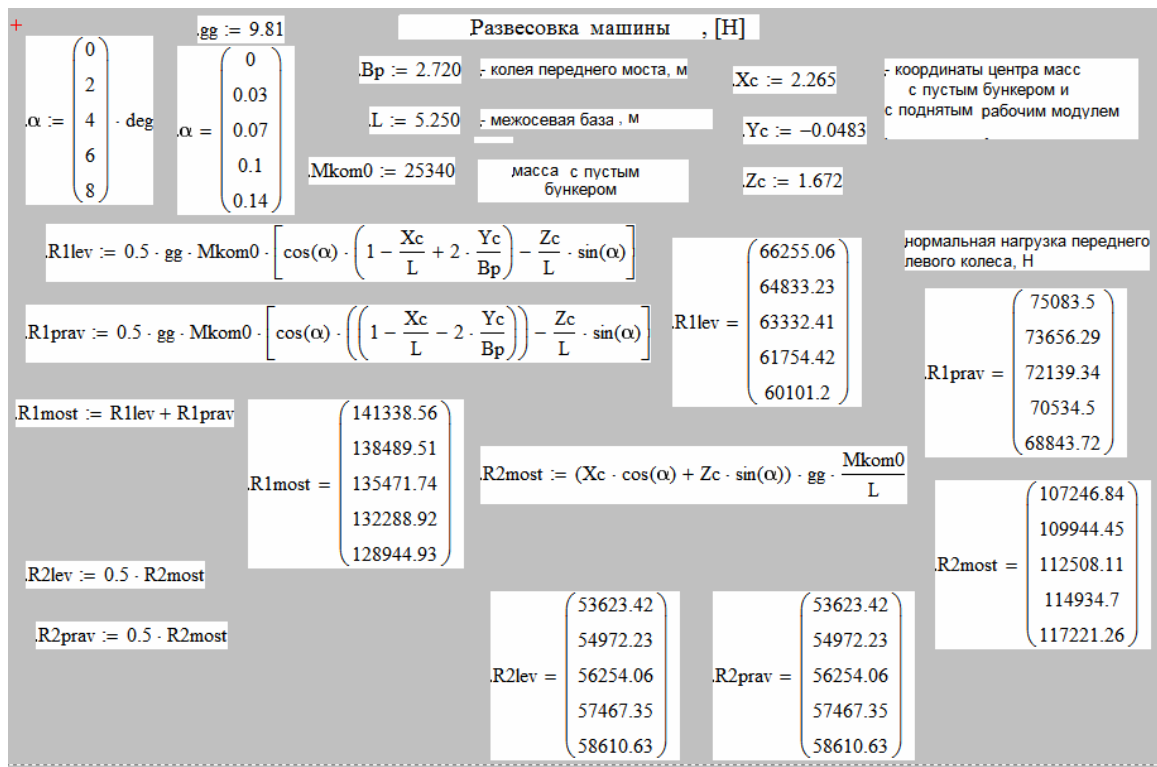 Развесовка машины , [Н]
.gg := 9.81
.α := (0 2 4 6 8) · deg
.α = (0 0.03 0.07 0.1 0.14)
.Bp := 2.720 - колея переднего моста, м
.L := 5.250 - межосевая база , м
.Mkom0 := 25340 масса с пустым
бункером
.Xc := 2.265
.Yc := −0.0483
.Zc := 1.672
- координаты центра масс
с пустым бункером и
с поднятым рабочим модулем
.R1lev := 0.5 · gg · Mkom0 · [cos(α) · (1 − Xc/L + 2 · Yc/Bp) − Zc/L · sin(α)]
.R1lev = (66255.06 64833.23 63332.41 61754.42 60101.2)
нормальная нагрузка переднего
левого колеса, Н
.R1prav := 0.5 · gg · Mkom0 · [cos(α) · ((1 − Xc/L − 2 · Yc/Bp)) − Zc/L · sin(α)]
.R1prav = (75083.5 73656.29 72139.34 70534.5 68843.72)
.R1most := R1lev + R1prav
.R1most = (141338.56 138489.51 135471.74 132288.92 128944.93)
.R2most := (Xc · cos(α) + Zc · sin(α)) · gg · Mkom0/L
.R2most = (107246.84 109944.45 112508.11 114934.7 117221.26)
.R2lev := 0.5 · R2most
.R2prav := 0.5 · R2most
.R2lev = (53623.42 54972.23 56254.06 57467.35 58610.63)
.R2prav = (53623.42 54972.23 56254.06 57467.35 58610.63)